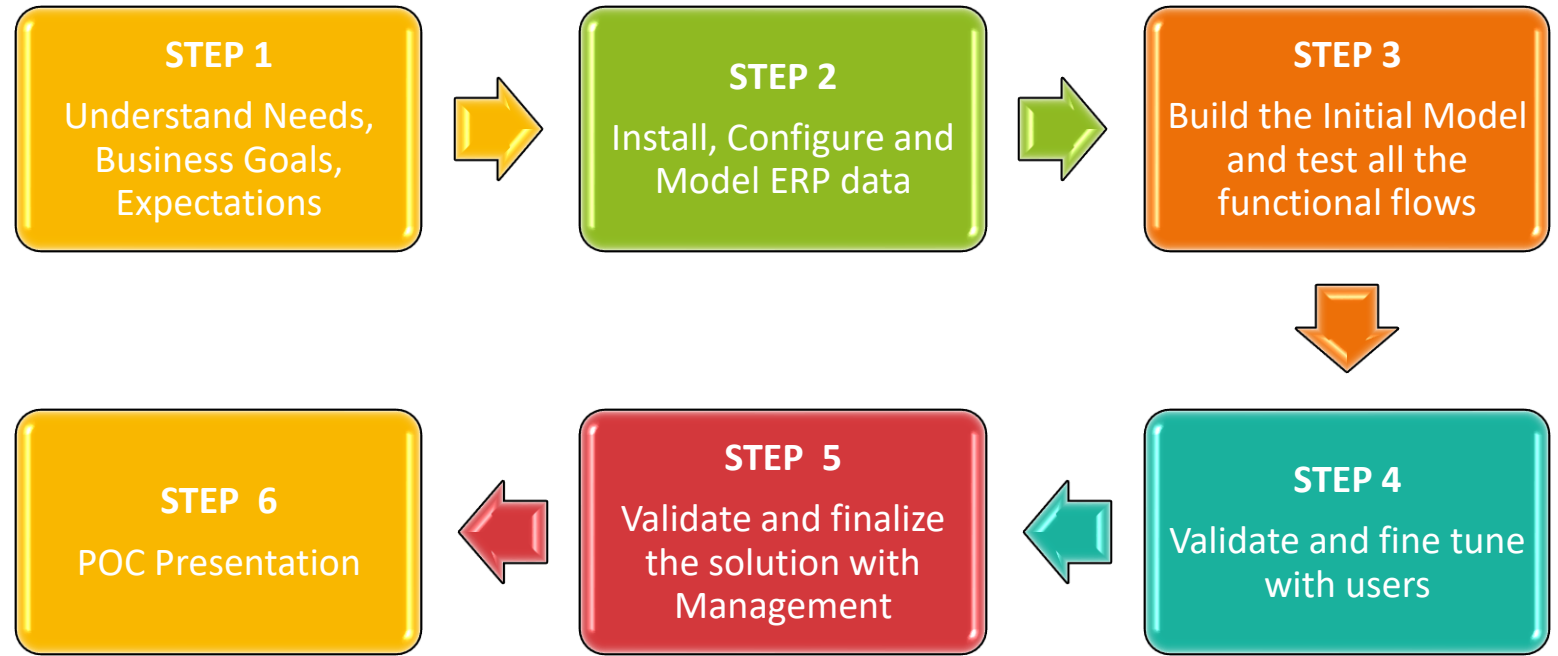 STEP 1
Understand Needs,
Business Goals,
Expectations
STEP 2
Install, Configure and
Model ERP data
STEP 3
Build the Initial Model
and test all the
functional flows
STEP 4
Validate and fine tune
with users
STEP  5
Validate and finalize
the solution with
Management
STEP  6
POC Presentation